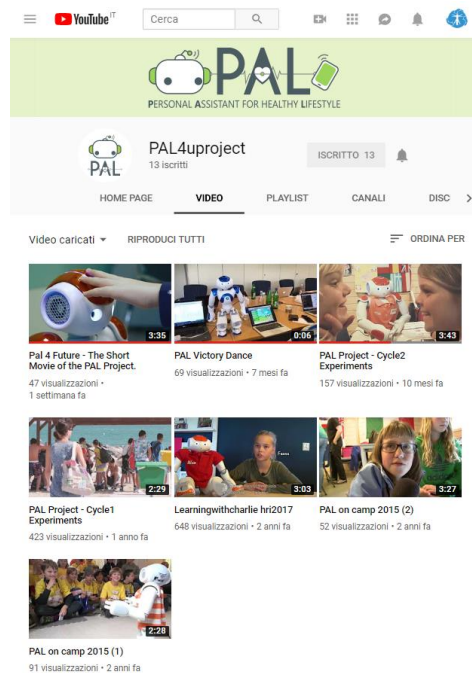 YouTube IT
Cerca
PAL
PERSONAL ASSISTANT FOR HEALTHY LIFESTYLE
PAL
PAL4uproject
13 iscritti
ISCRITTO 13
HOME PAGE VIDEO PLAYLIST CANALI DISC
Video caricati RIPRODUCI TUTTI ORDINA PER
3:35
0:06
3:43
Pal 4 Future - The Short
Movie of the PAL Project.
47 visualizzazioni •
1 settimana fa
PAL Victory Dance
69 visualizzazioni • 7 mesi fa
PAL Project - Cycle2
Experiments
157 visualizzazioni • 10 mesi fa
2:29
3:03
3:27
PAL Project - Cycle1
Experiments
423 visualizzazioni • 1 anno fa
Learningwithcharlie hri2017
648 visualizzazioni • 2 anni fa
PAL on camp 2015 (2)
52 visualizzazioni • 2 anni fa
2:28
PAL on camp 2015 (1)
91 visualizzazioni • 2 anni fa